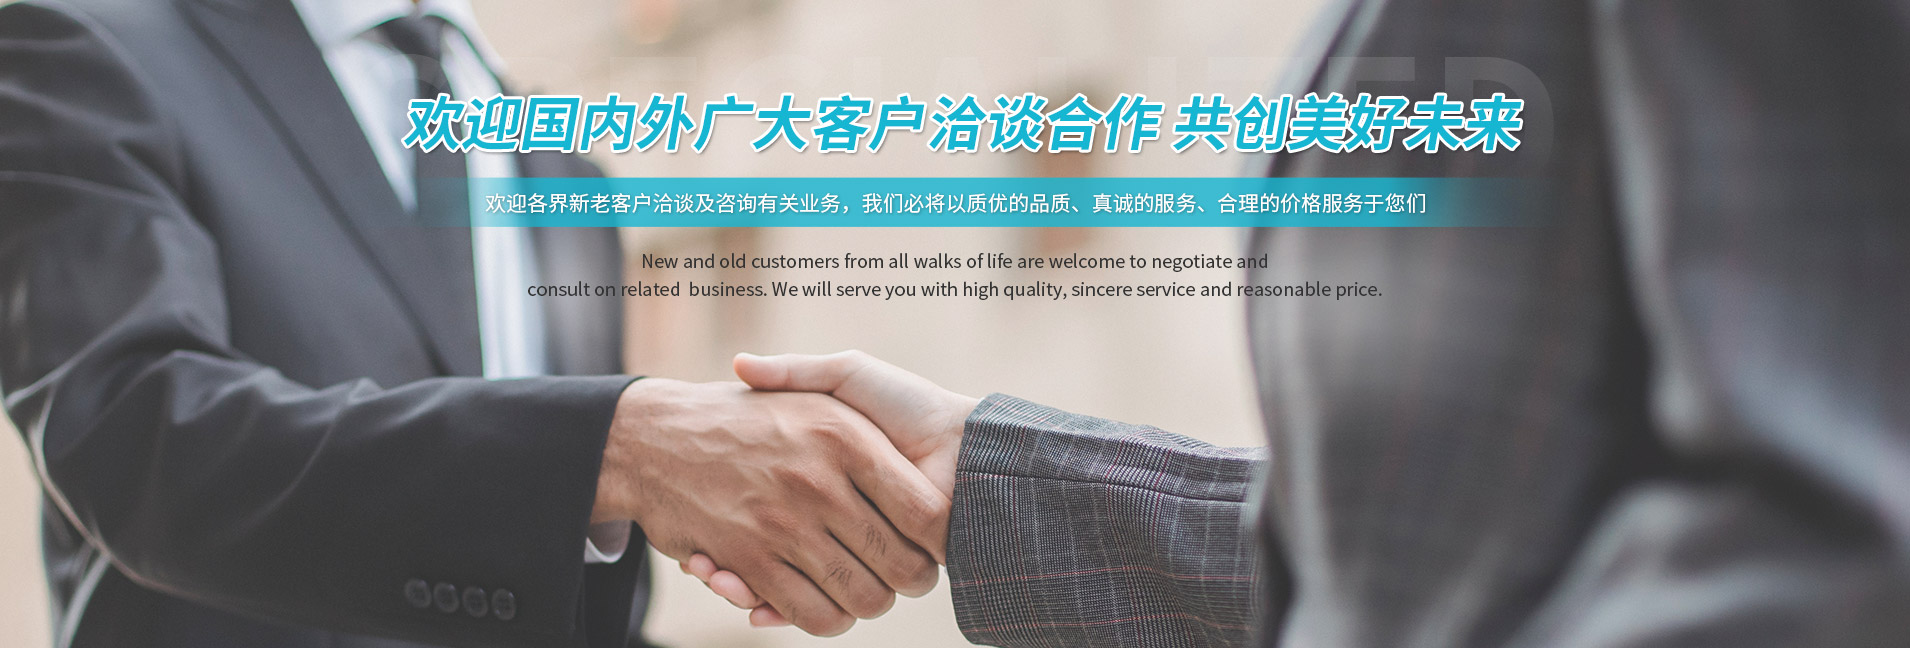 SPECIALIZED
欢迎国内外广大客户洽谈合作 共创美好未来
欢迎各界新老客户洽谈及咨询有关业务，我们必将以质优的品质、真诚的服务、合理的价格服务于您们
New and old customers from all walks of life are welcome to negotiate and
consult on related  business. We will serve you with high quality, sincere service and reasonable price.